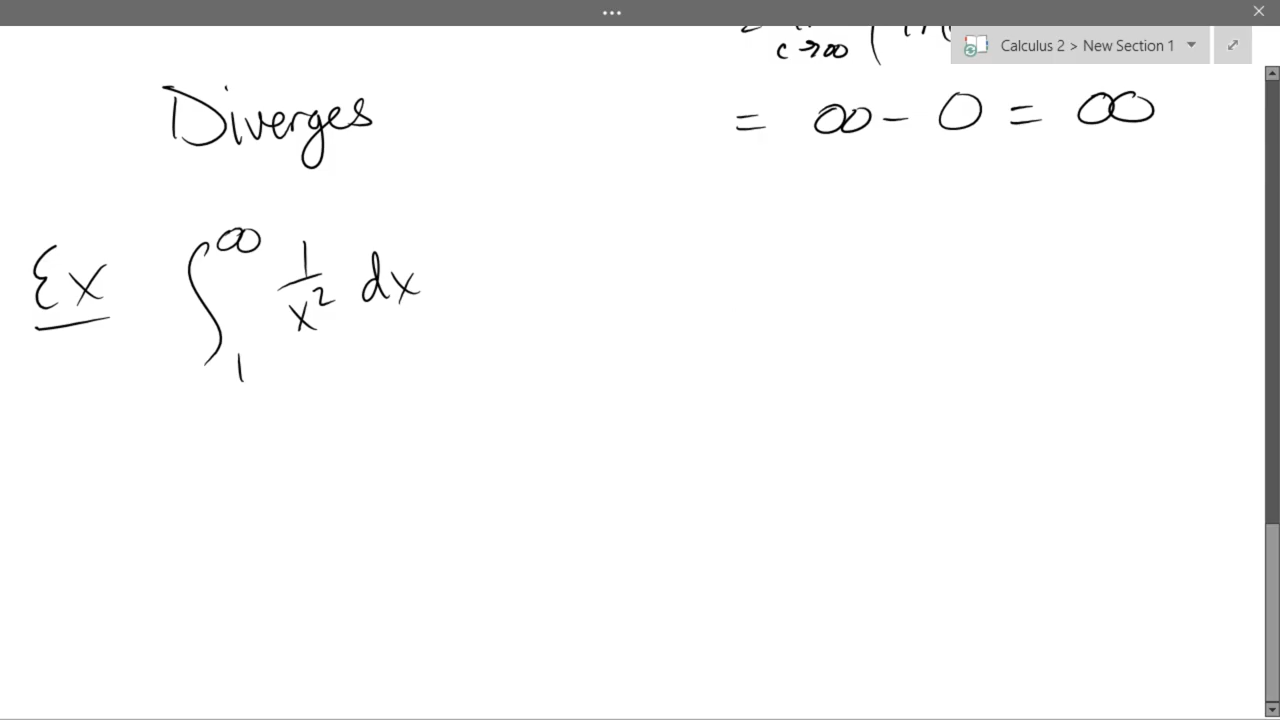 Calculus 2 > New Section 1
c → ∞
Diverges
= ∞ - 0 = ∞
Ex ∫₁^∞ 1/x² dx